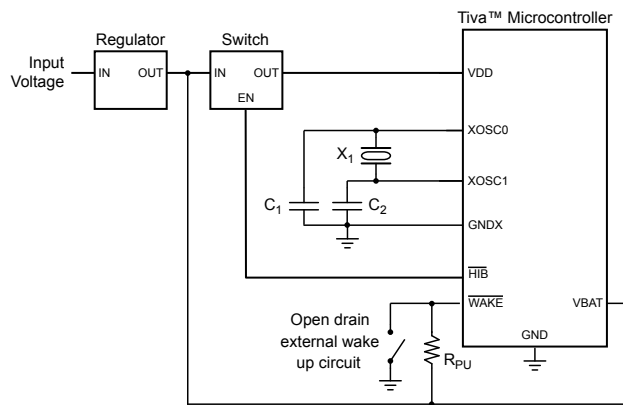 Tiva™ Microcontroller
Regulator
Switch
Input
Voltage
IN
OUT
IN
OUT
EN
VDD
XOSC0
X1
XOSC1
C1
C2
GNDX
HIB
WAKE
VBAT
Open drain
external wake
up circuit
RPU
GND